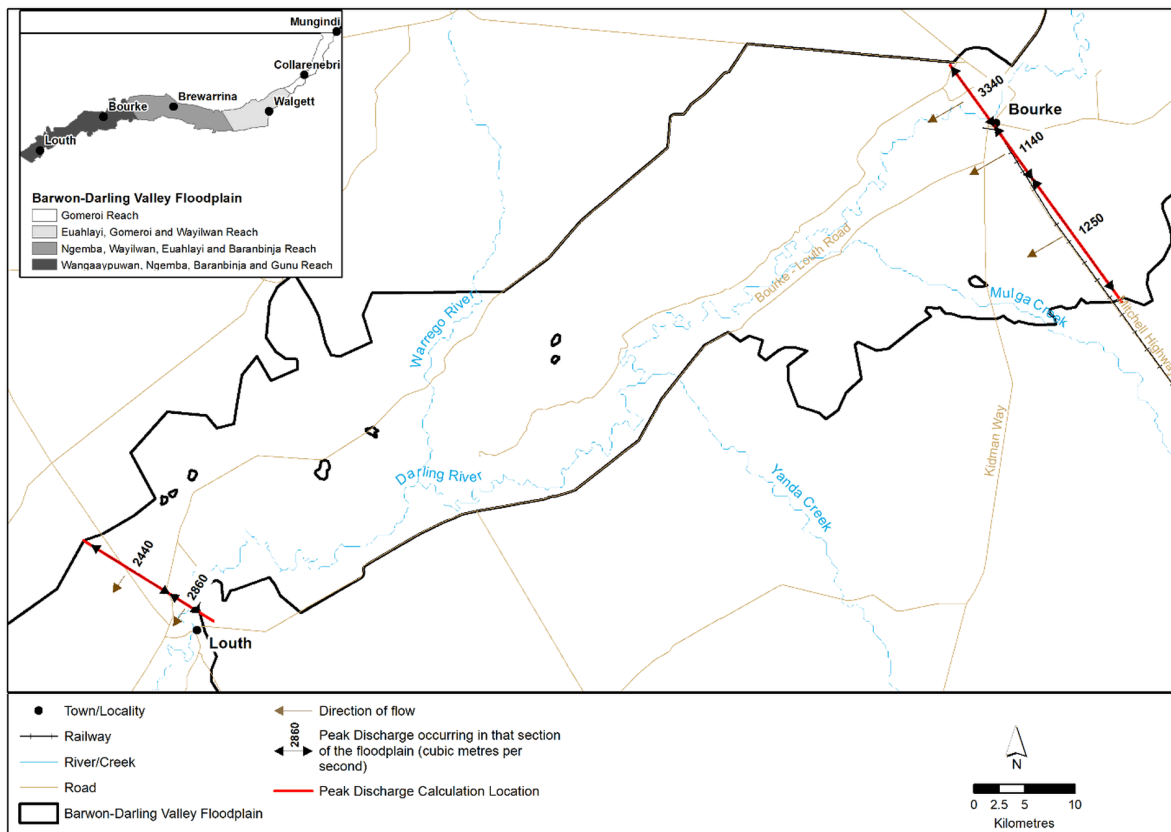 Mungindi
Collarenebri
Brewarrina
Walgett
Bourke
Louth
Barwon-Darling Valley Floodplain
Gomeroi Reach
Euahlayi, Gomeroi and Wayilwan Reach
Ngemba, Wayilwan, Euahlayi and Baranbinja Reach
Wangaaypuwan, Ngemba, Baranbinja and Gunu Reach
3340
Bourke
1140
1250
Bourke - Louth Road
Mulga Creek
Mitchell Highway
Warrego River
Kidman Way
Darling River
Yanda Creek
2440
2860
Louth
Town/Locality
Railway
River/Creek
Road
Barwon-Darling Valley Floodplain
Direction of flow
2860
Peak Discharge occurring in that section
of the floodplain (cubic metres per
second)
Peak Discharge Calculation Location
N
0 2.5 5 10
Kilometres